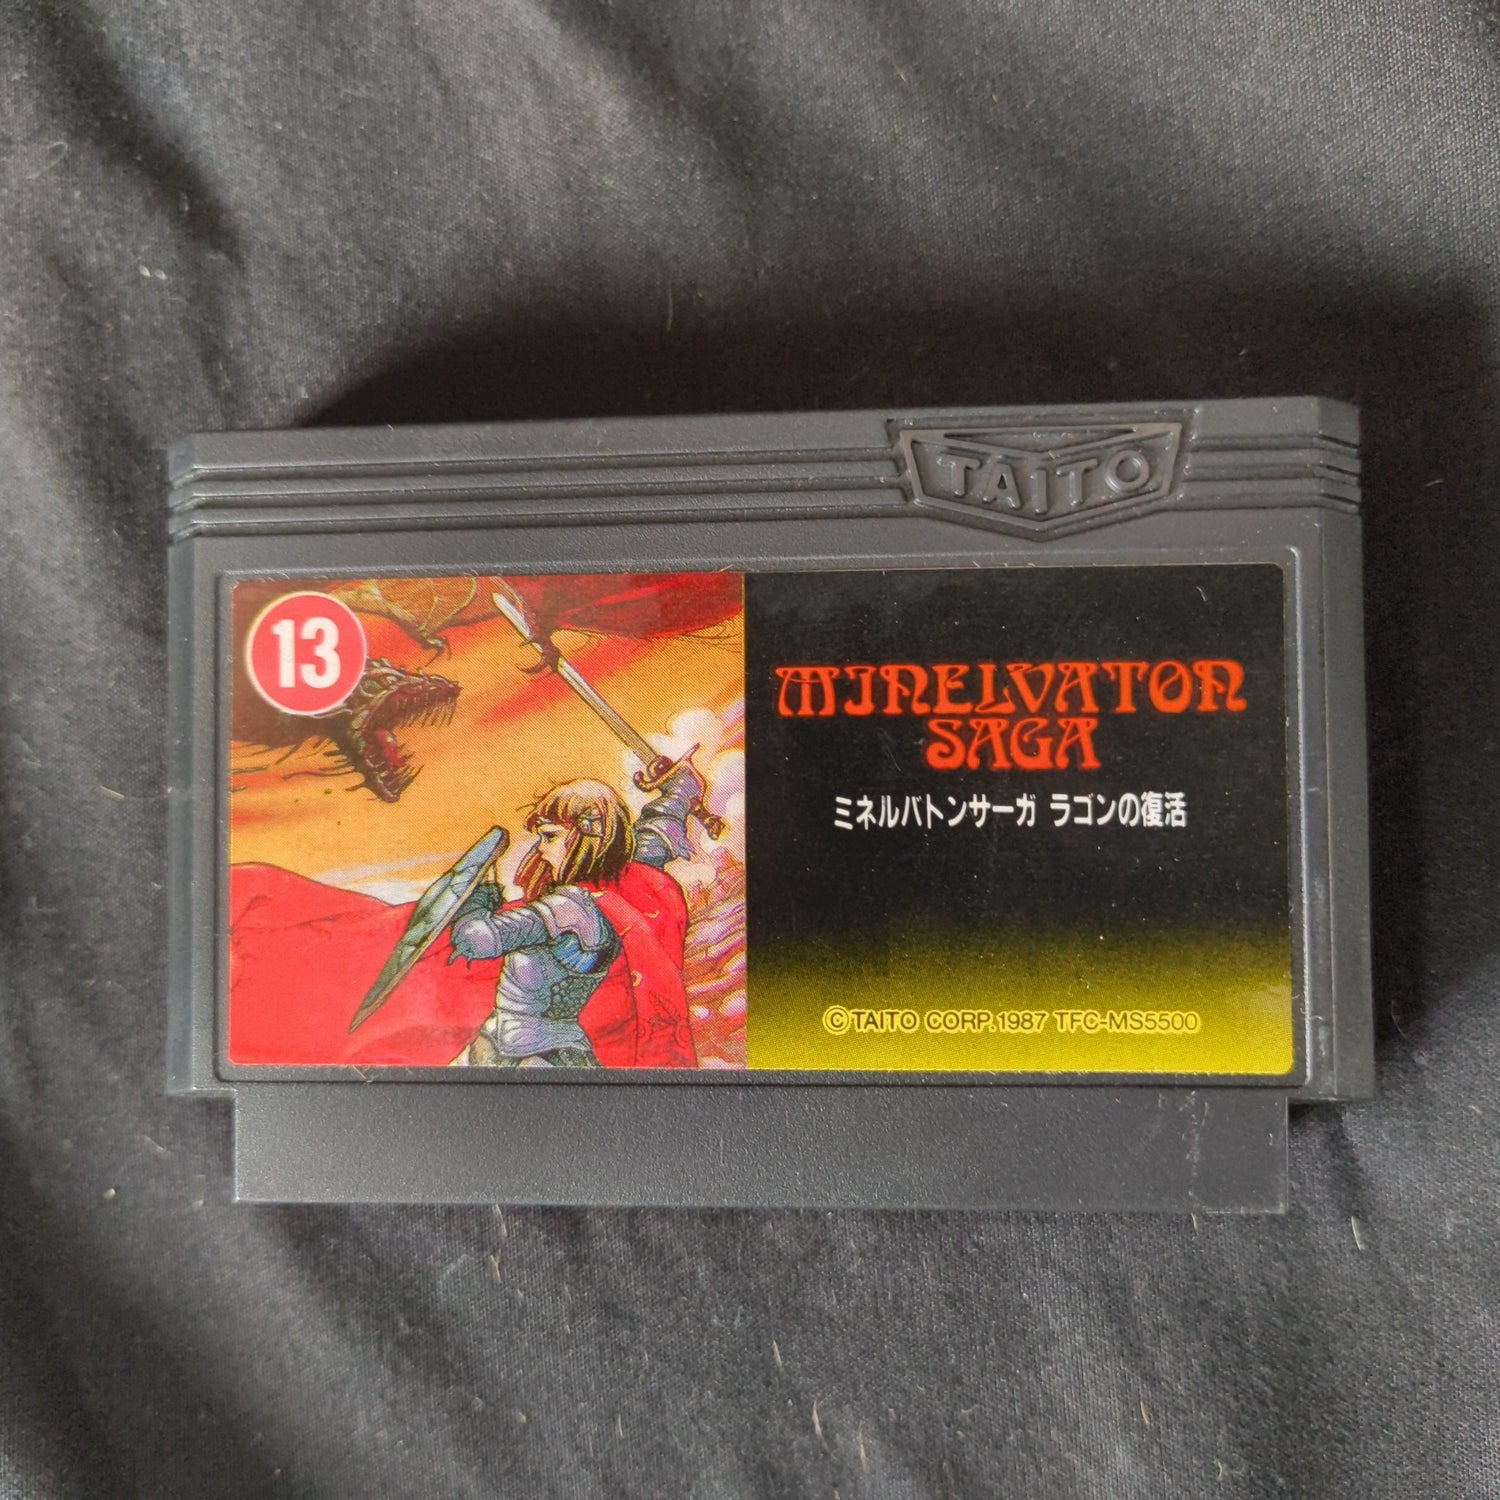 TAITO
13
MINELVATON
SAGA
ミネルバトンサーガ ラゴンの復活
©TAITO CORP.1987 TFC-MS5500